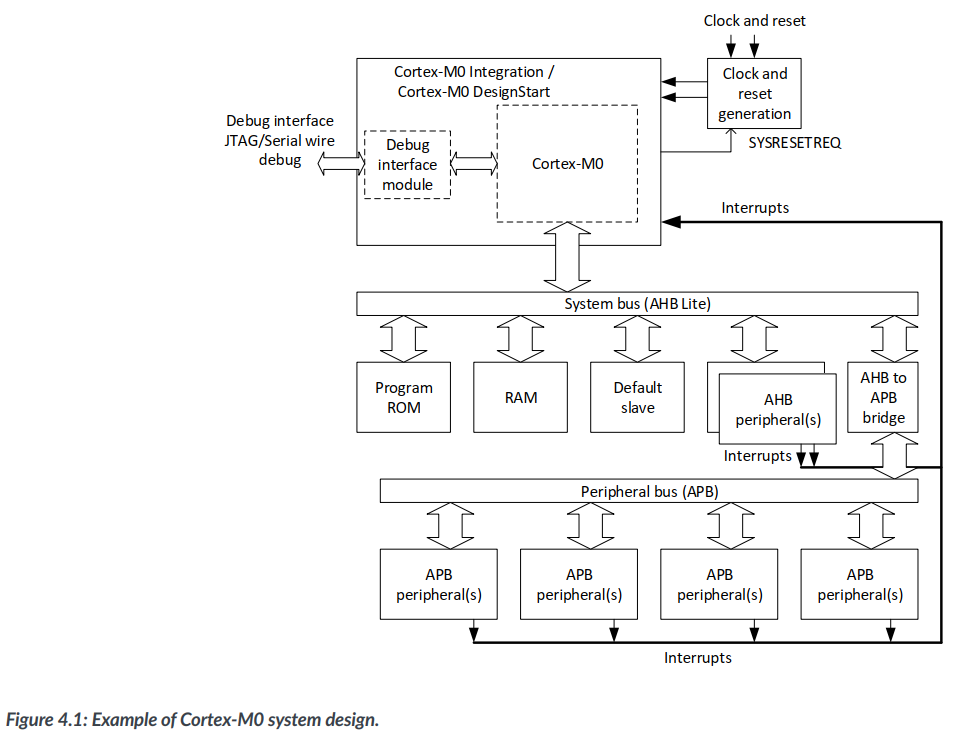 Clock and reset
Cortex-M0 Integration /
Cortex-M0 DesignStart
Clock and
reset
generation
Debug interface
JTAG/Serial wire
debug
Debug
interface
module
Cortex-M0
SYSRESETREQ
Interrupts
System bus (AHB Lite)
Program
ROM
RAM
Default
slave
AHB
peripheral(s)
AHB to
APB
bridge
Interrupts
Peripheral bus (APB)
APB
peripheral(s)
APB
peripheral(s)
APB
peripheral(s)
APB
peripheral(s)
Interrupts
Figure 4.1: Example of Cortex-M0 system design.